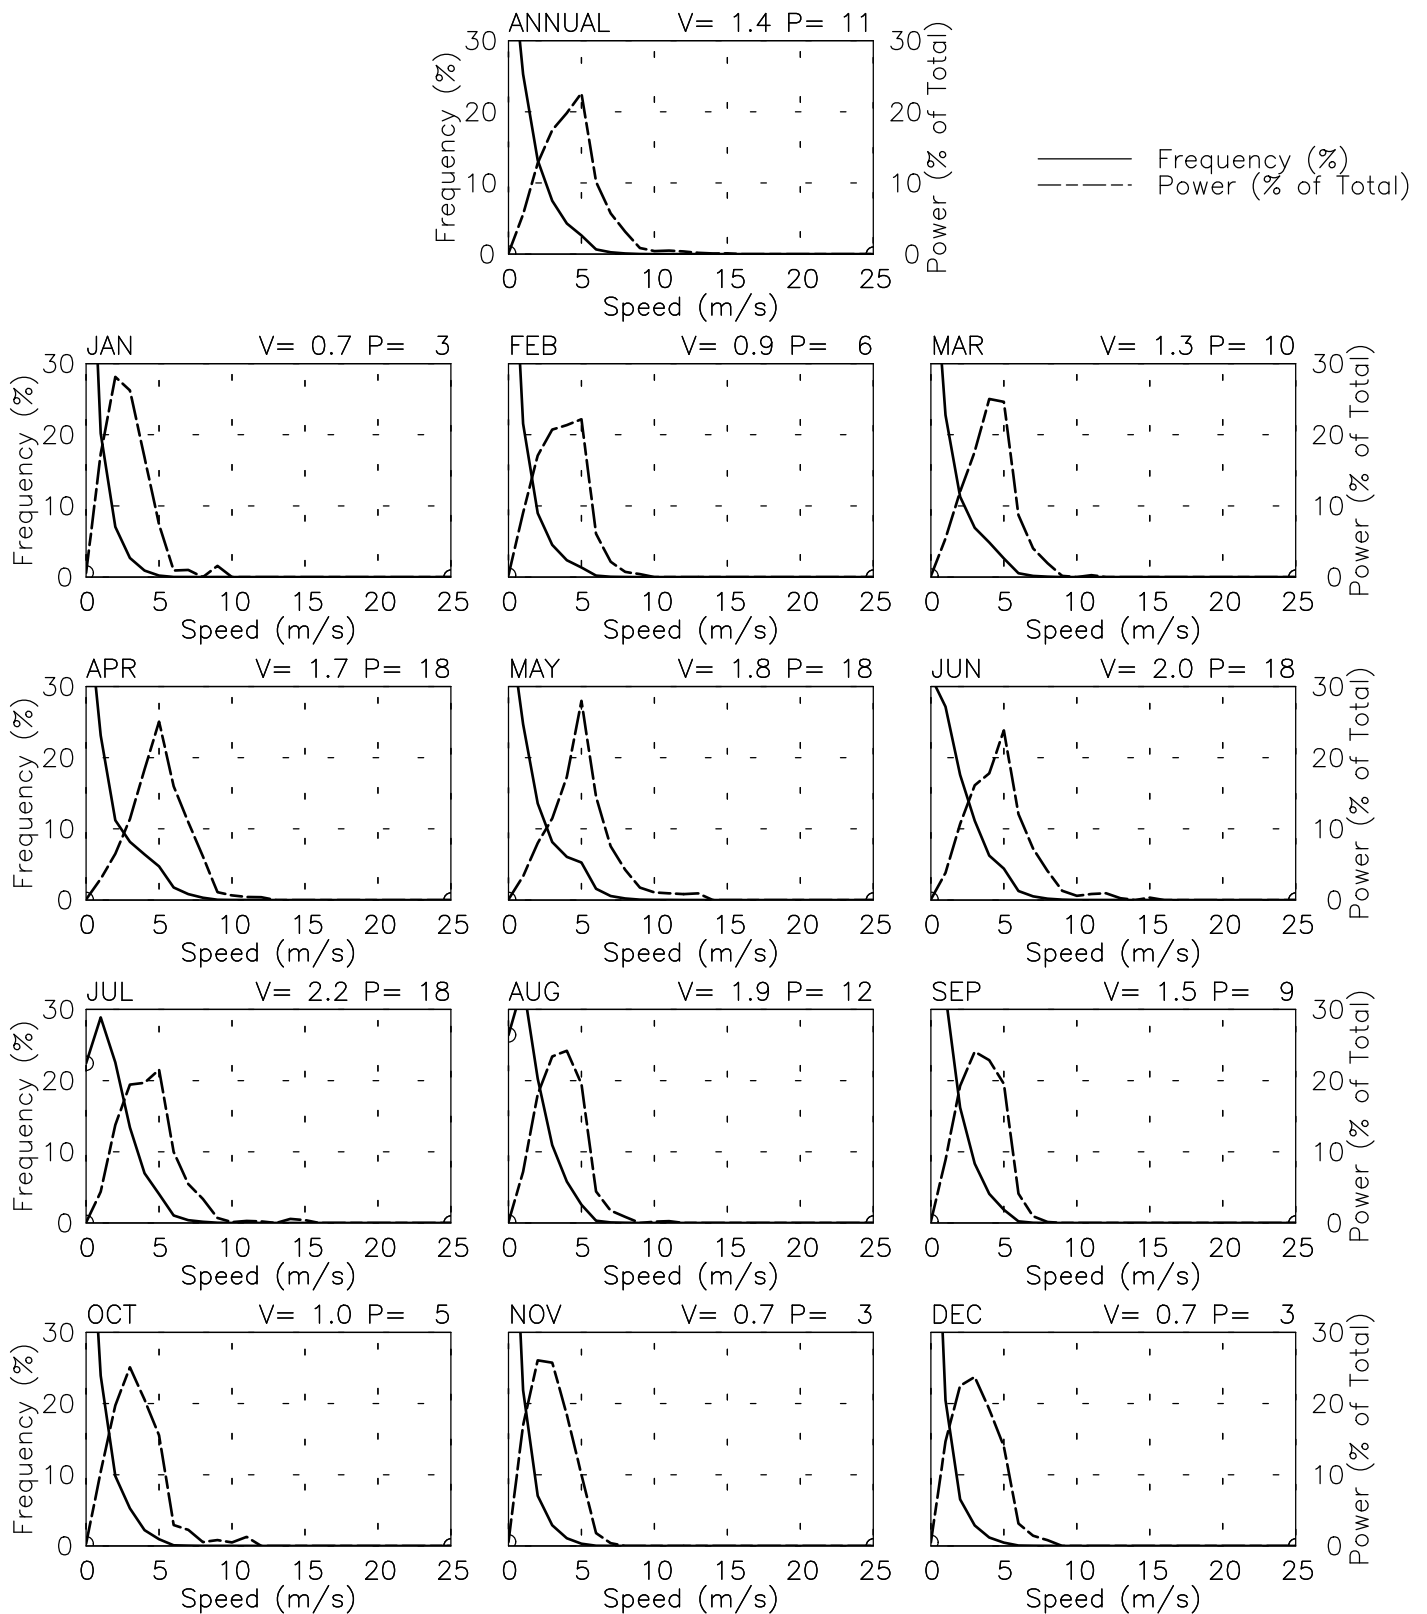 ANNUAL V= 1.4 P= 11
30 30
20 20
10 10
0 0
Frequency (%)
Power (% of Total)
0 5 10 15 20 25
Speed (m/s)
Frequency (%)
Power (% of Total)
JAN V= 0.7 P= 3
FEB V= 0.9 P= 6
MAR V= 1.3 P= 10
30 30
20 20
10 10
0 0
Frequency (%)
Power (% of Total)
0 5 10 15 20 25
0 5 10 15 20 25
0 5 10 15 20 25
Speed (m/s)
Speed (m/s)
Speed (m/s)
APR V= 1.7 P= 18
MAY V= 1.8 P= 18
JUN V= 2.0 P= 18
30 30
20 20
10 10
0 0
Frequency (%)
Power (% of Total)
0 5 10 15 20 25
0 5 10 15 20 25
0 5 10 15 20 25
Speed (m/s)
Speed (m/s)
Speed (m/s)
JUL V= 2.2 P= 18
AUG V= 1.9 P= 12
SEP V= 1.5 P= 9
30 30
20 20
10 10
0 0
Frequency (%)
Power (% of Total)
0 5 10 15 20 25
0 5 10 15 20 25
0 5 10 15 20 25
Speed (m/s)
Speed (m/s)
Speed (m/s)
OCT V= 1.0 P= 5
NOV V= 0.7 P= 3
DEC V= 0.7 P= 3
30 30
20 20
10 10
0 0
Frequency (%)
Power (% of Total)
0 5 10 15 20 25
0 5 10 15 20 25
0 5 10 15 20 25
Speed (m/s)
Speed (m/s)
Speed (m/s)